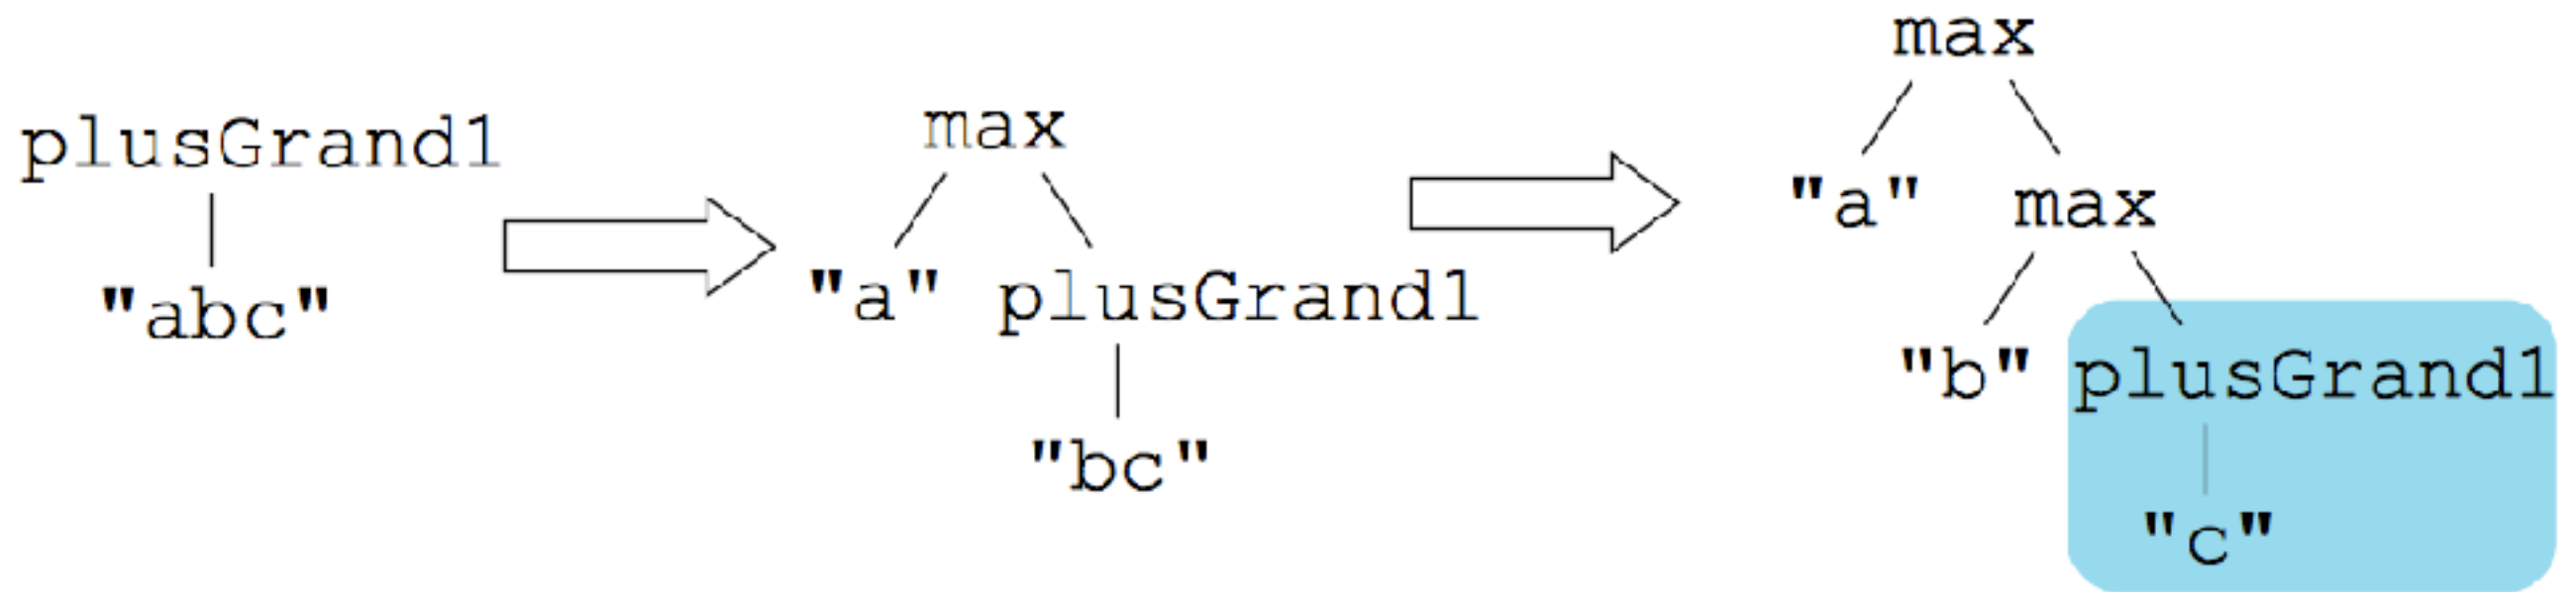 plusGrand1
"abc"
max
"a" plusGrand1
"bc"
max
"a" max
"b" plusGrand1
"c"